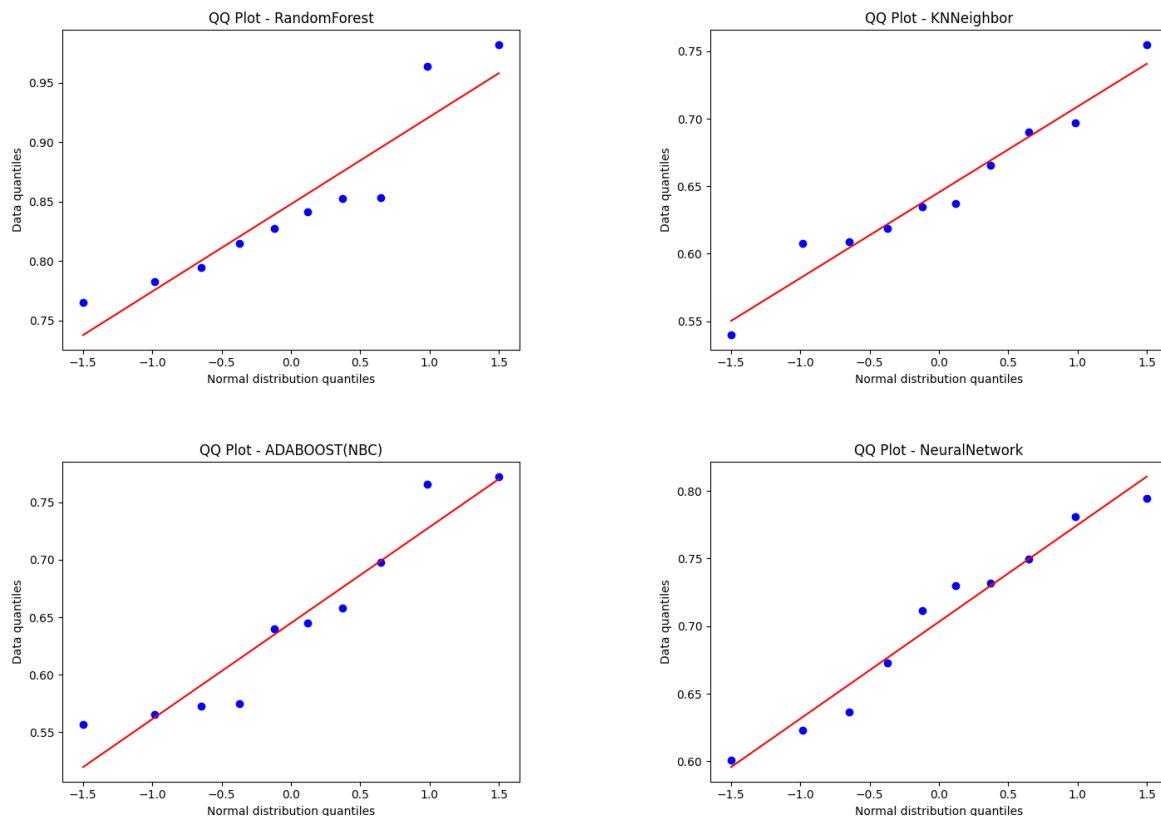 QQ Plot - RandomForest
0.95
0.90
0.85
0.80
0.75
Data quantiles
−1.5 −1.0 −0.5 0.0 0.5 1.0 1.5
Normal distribution quantiles
QQ Plot - KNNeighbor
0.75
0.70
0.65
0.60
0.55
Data quantiles
−1.5 −1.0 −0.5 0.0 0.5 1.0 1.5
Normal distribution quantiles
QQ Plot - ADABOOST(NBC)
0.75
0.70
0.65
0.60
0.55
Data quantiles
−1.5 −1.0 −0.5 0.0 0.5 1.0 1.5
Normal distribution quantiles
QQ Plot - NeuralNetwork
0.80
0.75
0.70
0.65
0.60
Data quantiles
−1.5 −1.0 −0.5 0.0 0.5 1.0 1.5
Normal distribution quantiles